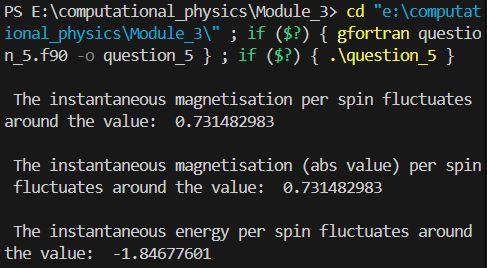 PS E:\computational_physics\Module_3> cd "e:\computat
ional_physics\Module_3\" ; if ($?) { gfortran questio
n_5.f90 -o question_5 } ; if ($?) { .\question_5 }
The instantaneous magnetisation per spin fluctuates
around the value:  0.731482983
The instantaneous magnetisation (abs value) per spin
fluctuates around the value:  0.731482983
The instantaneous energy per spin fluctuates around
the value:  -1.84677601